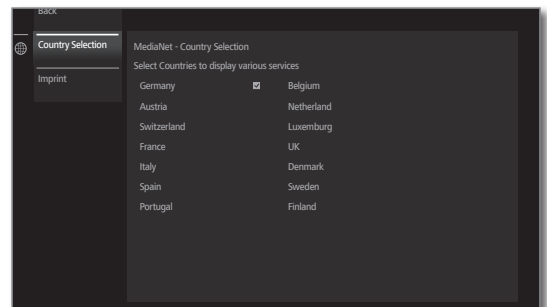 Back
Country Selection
Imprint
MediaNet - Country Selection
Select Countries to display various services
Germany Belgium
Austria Netherland
Switzerland Luxemburg
France UK
Italy Denmark
Spain Sweden
Portugal Finland